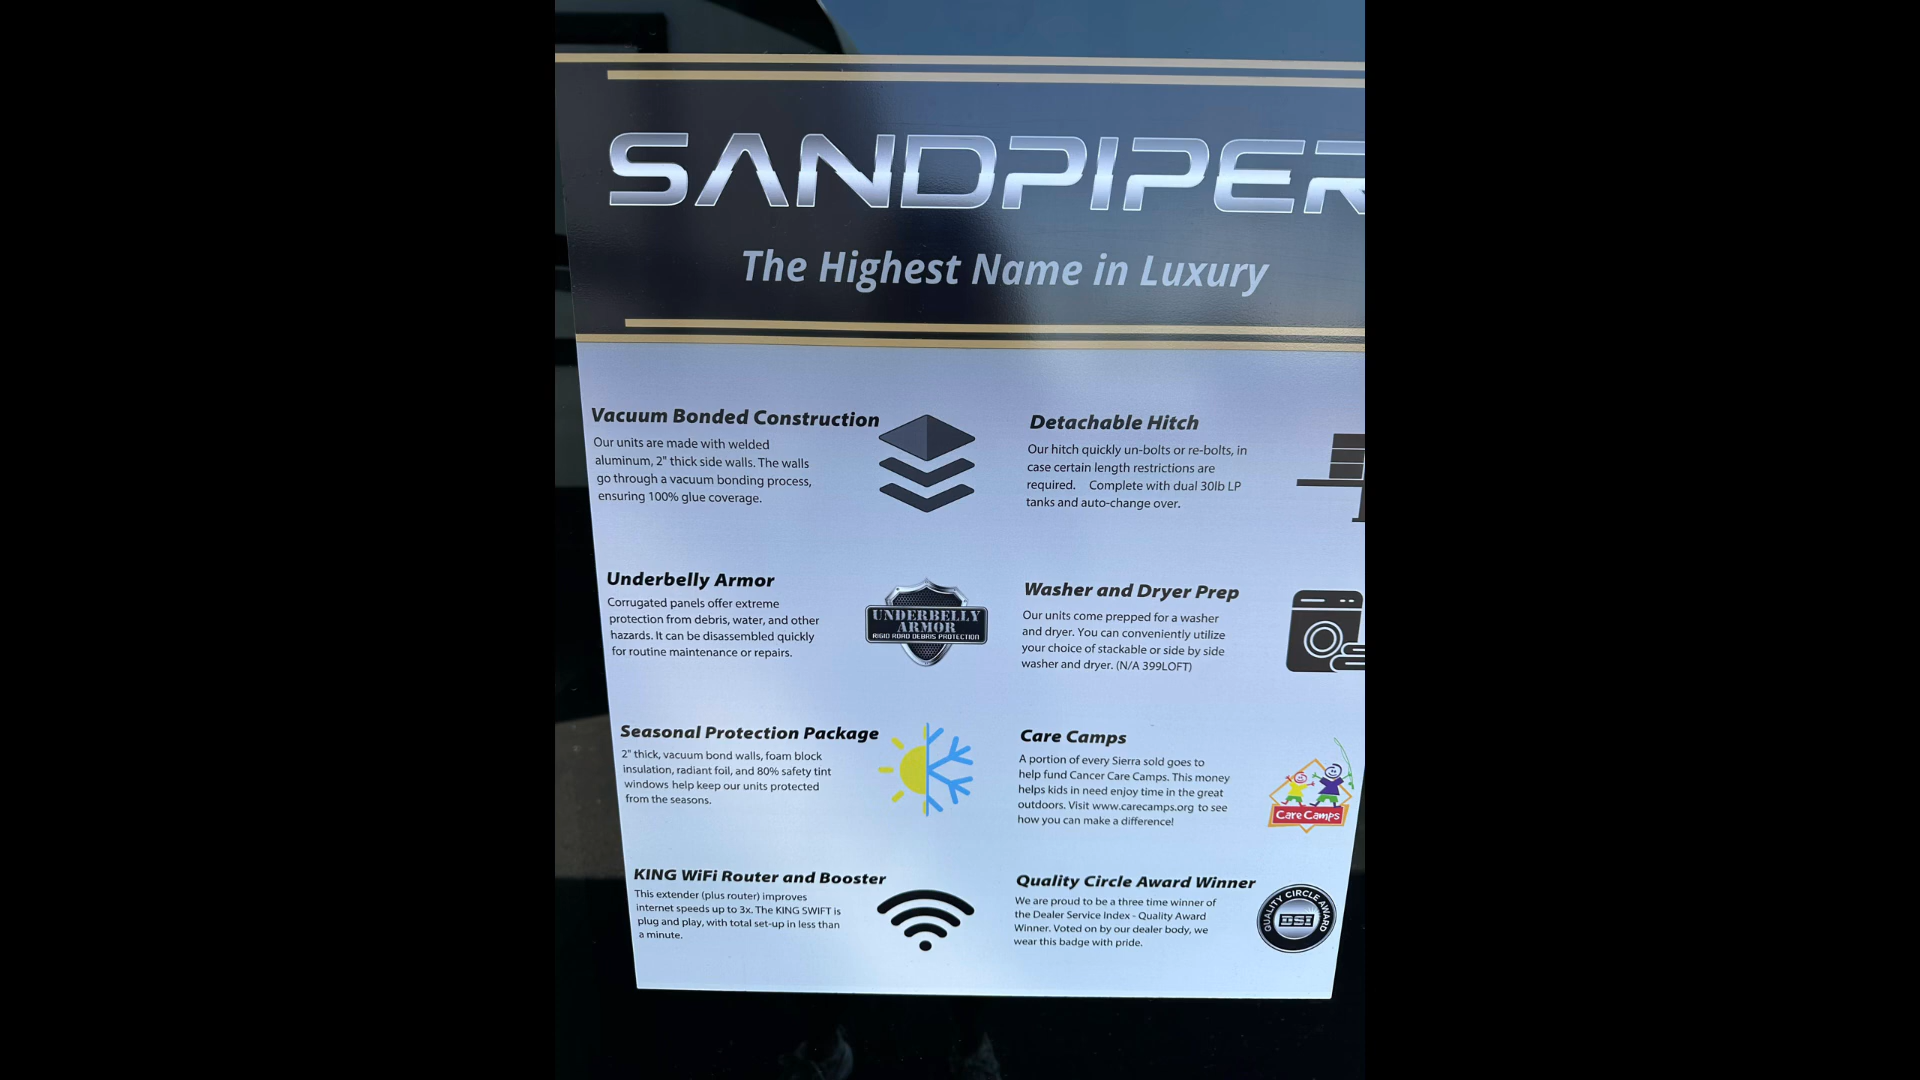 SANDPIPER
The Highest Name in Luxury
Vacuum Bonded Construction
Our units are made with welded
aluminum, 2" thick side walls. The walls
go through a vacuum bonding process,
ensuring 100% glue coverage.
Detachable Hitch
Our hitch quickly un-bolts or re-bolts, in
case certain length restrictions are
required. Complete with dual 30lb LP
tanks and auto-change over.
Underbelly Armor
Corrugated panels offer extreme
protection from debris, water, and other
hazards. It can be disassembled quickly
for routine maintenance or repairs.
UNDERBELLY
ARMOR
RIGID ROAD DEBRIS PROTECTION
Washer and Dryer Prep
Our units come prepped for a washer
and dryer. You can conveniently utilize
your choice of stackable or side by side
washer and dryer. (N/A 399LOFT)
Seasonal Protection Package
2" thick, vacuum bond walls, foam block
insulation, radiant foil, and 80% safety tint
windows help keep our units protected
from the seasons.
Care Camps
A portion of every Sierra sold goes to
help fund Cancer Care Camps. This money
helps kids in need enjoy time in the great
outdoors. Visit www.carecamps.org to see
how you can make a difference!
Care Camps
KING WiFi Router and Booster
This extender (plus router) improves
internet speeds up to 3x. The KING SWIFT is
plug and play, with total set-up in less than
a minute.
Quality Circle Award Winner
We are proud to be a three time winner of
the Dealer Service Index - Quality Award
Winner. Voted on by our dealer body, we
wear this badge with pride.
QUALITY CIRCLE AWARD
DSI